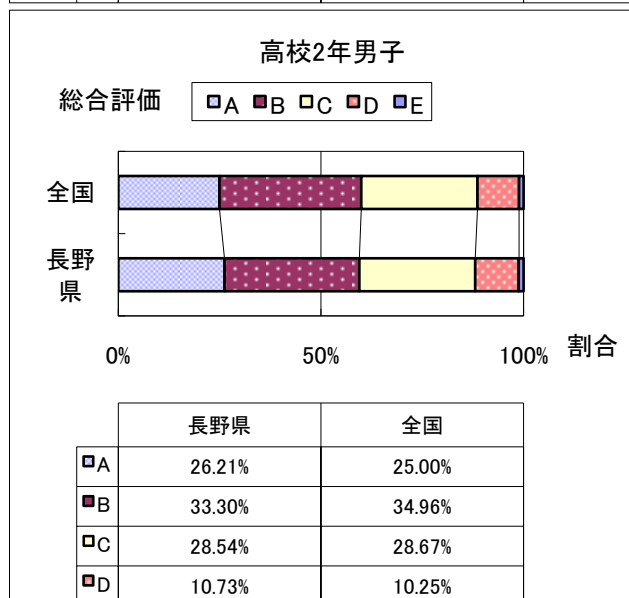 高校2年男子
総合評価 A B C D E
全国
長野
県
0% 50% 100% 割合
長野県 全国
A 26.21% 25.00%
B 33.30% 34.96%
C 28.54% 28.67%
D 10.73% 10.25%